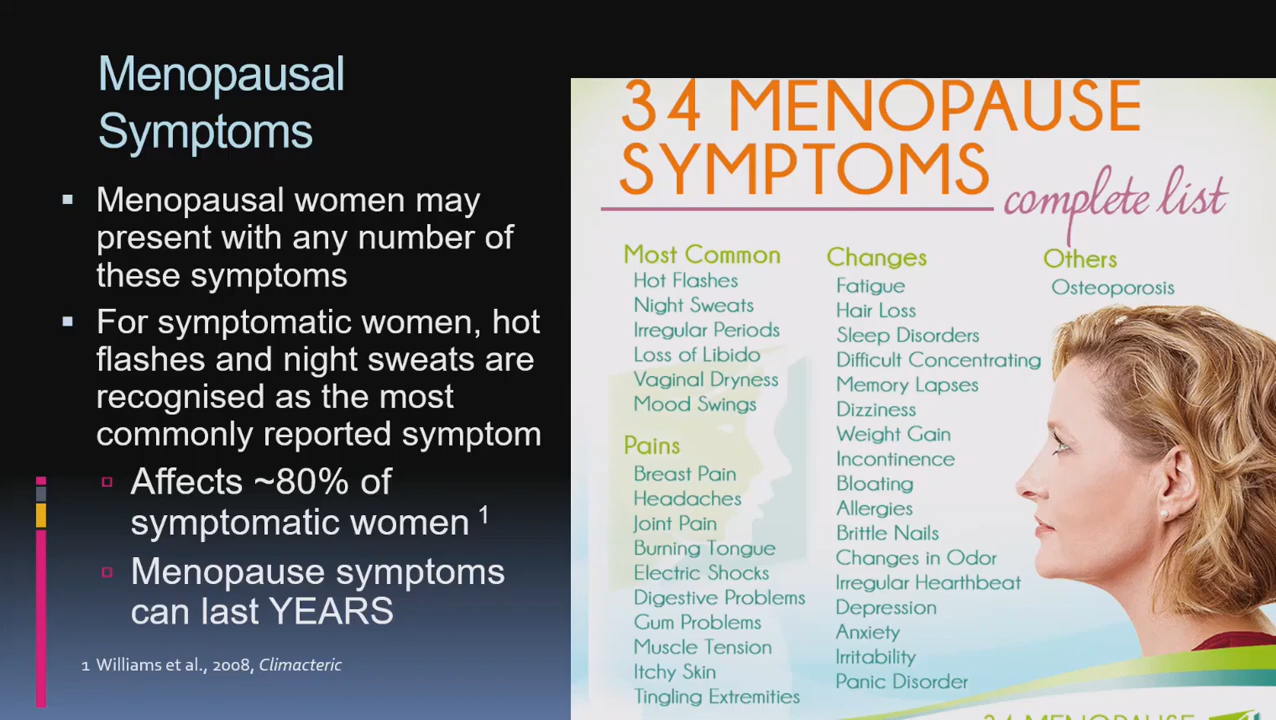 Menopausal
Symptoms
▪ Menopausal women may
present with any number of
these symptoms
▪ For symptomatic women, hot
flashes and night sweats are
recognised as the most
commonly reported symptom
▫ Affects ~80% of
symptomatic women 1
▫ Menopause symptoms
can last YEARS
1 Williams et al., 2008, Climacteric
34 MENOPAUSE
SYMPTOMS
complete list
Most Common
Hot Flashes
Night Sweats
Irregular Periods
Loss of Libido
Vaginal Dryness
Mood Swings
Pains
Breast Pain
Headaches
Joint Pain
Burning Tongue
Electric Shocks
Digestive Problems
Gum Problems
Muscle Tension
Itchy Skin
Tingling Extremities
Changes
Fatigue
Hair Loss
Sleep Disorders
Difficult Concentrating
Memory Lapses
Dizziness
Weight Gain
Incontinence
Bloating
Allergies
Brittle Nails
Changes in Odor
Irregular Hearthbeat
Depression
Anxiety
Irritability
Panic Disorder
Others
Osteoporosis
34 MENOPAUSE